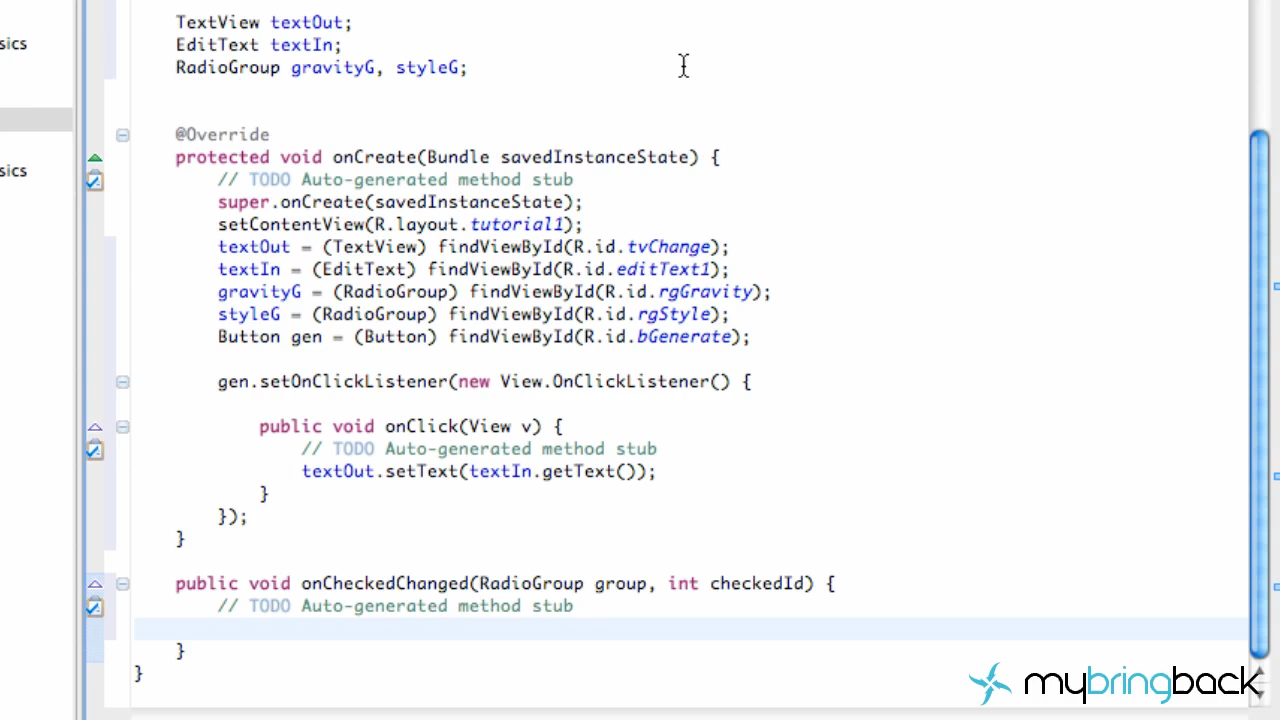 TextView textOut;
sics
EditText textIn;
RadioGroup gravityG, styleG;
@Override
protected void onCreate(Bundle savedInstanceState) {
sics
// TODO Auto-generated method stub
super.onCreate(savedInstanceState);
setContentView(R.layout.tutorial1);
textOut = (TextView) findViewById(R.id.tvChange);
textIn = (EditText) findViewById(R.id.editText1);
gravityG = (RadioGroup) findViewById(R.id.rgGravity);
styleG = (RadioGroup) findViewById(R.id.rgStyle);
Button gen = (Button) findViewById(R.id.bGenerate);
gen.setOnClickListener(new View.OnClickListener() {
public void onClick(View v) {
// TODO Auto-generated method stub
textOut.setText(textIn.getText());
}
});
}
public void onCheckedChanged(RadioGroup group, int checkedId) {
// TODO Auto-generated method stub
}
}
mybringback